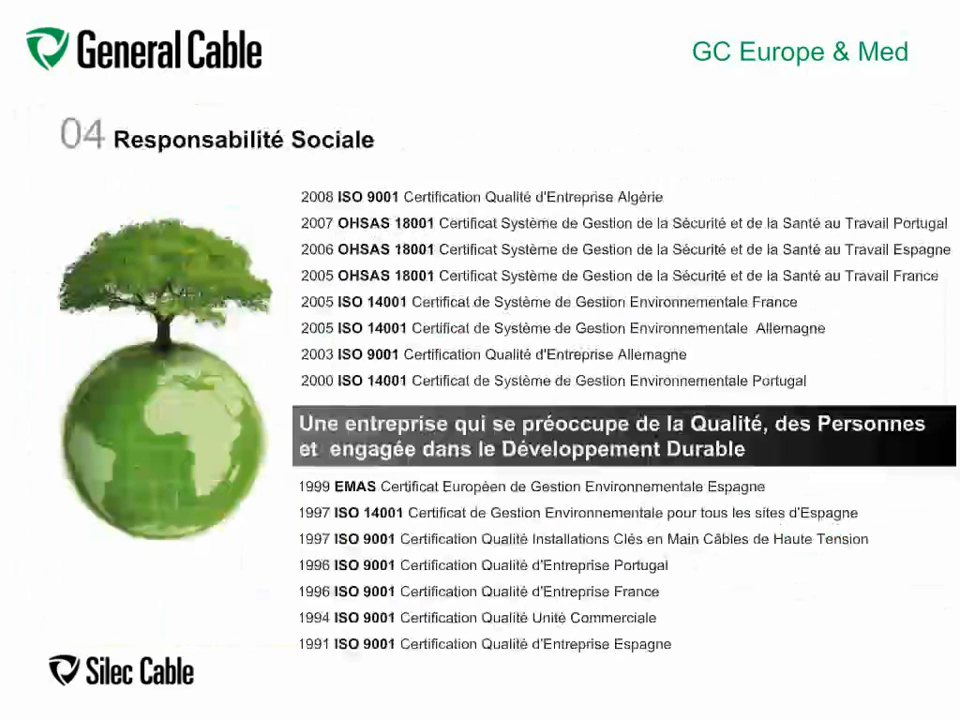 General Cable
GC Europe & Med
04 Responsabilité Sociale
2008 ISO 9001 Certification Qualité d'Entreprise Algérie
2007 OHSAS 18001 Certificat Système de Gestion de la Sécurité et de la Santé au Travail Portugal
2006 OHSAS 18001 Certificat Système de Gestion de la Sécurité et de la Santé au Travail Espagne
2005 OHSAS 18001 Certificat Système de Gestion de la Sécurité et de la Santé au Travail France
2005 ISO 14001 Certificat de Système de Gestion Environnementale France
2005 ISO 14001 Certificat de Système de Gestion Environnementale Allemagne
2003 ISO 9001 Certification Qualité d'Entreprise Allemagne
2000 ISO 14001 Certificat de Système de Gestion Environnementale Portugal
Une entreprise qui se préoccupe de la Qualité, des Personnes
et engagée dans le Développement Durable
1999 EMAS Certificat Européen de Gestion Environnementale Espagne
1997 ISO 14001 Certificat de Gestion Environnementale pour tous les sites d'Espagne
1997 ISO 9001 Certification Qualité Installations Clés en Main Câbles de Haute Tension
1996 ISO 9001 Certification Qualité d'Entreprise Portugal
1996 ISO 9001 Certification Qualité d'Entreprise France
1994 ISO 9001 Certification Qualité Unité Commerciale
1991 ISO 9001 Certification Qualité d'Entreprise Espagne
Silec Cable